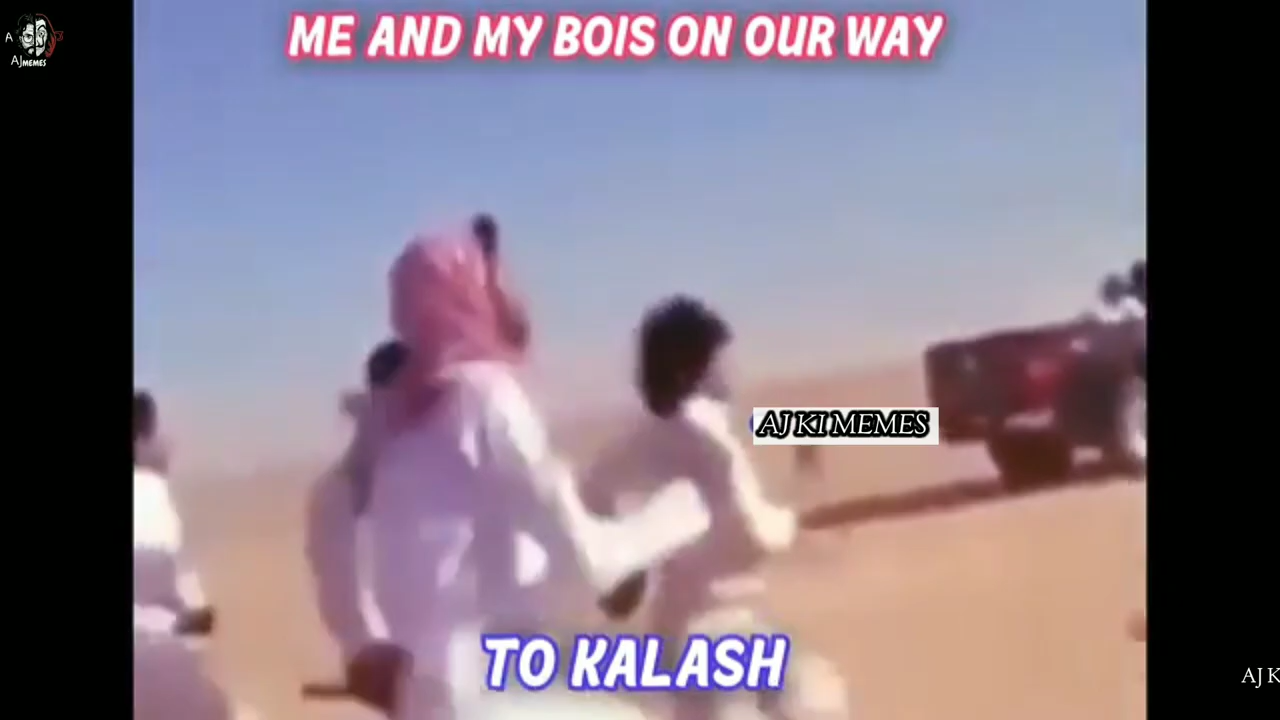 ME AND MY BOIS ON OUR WAY
A
AJMEMES
AJ KI MEMES
TO KALASH
AJ K